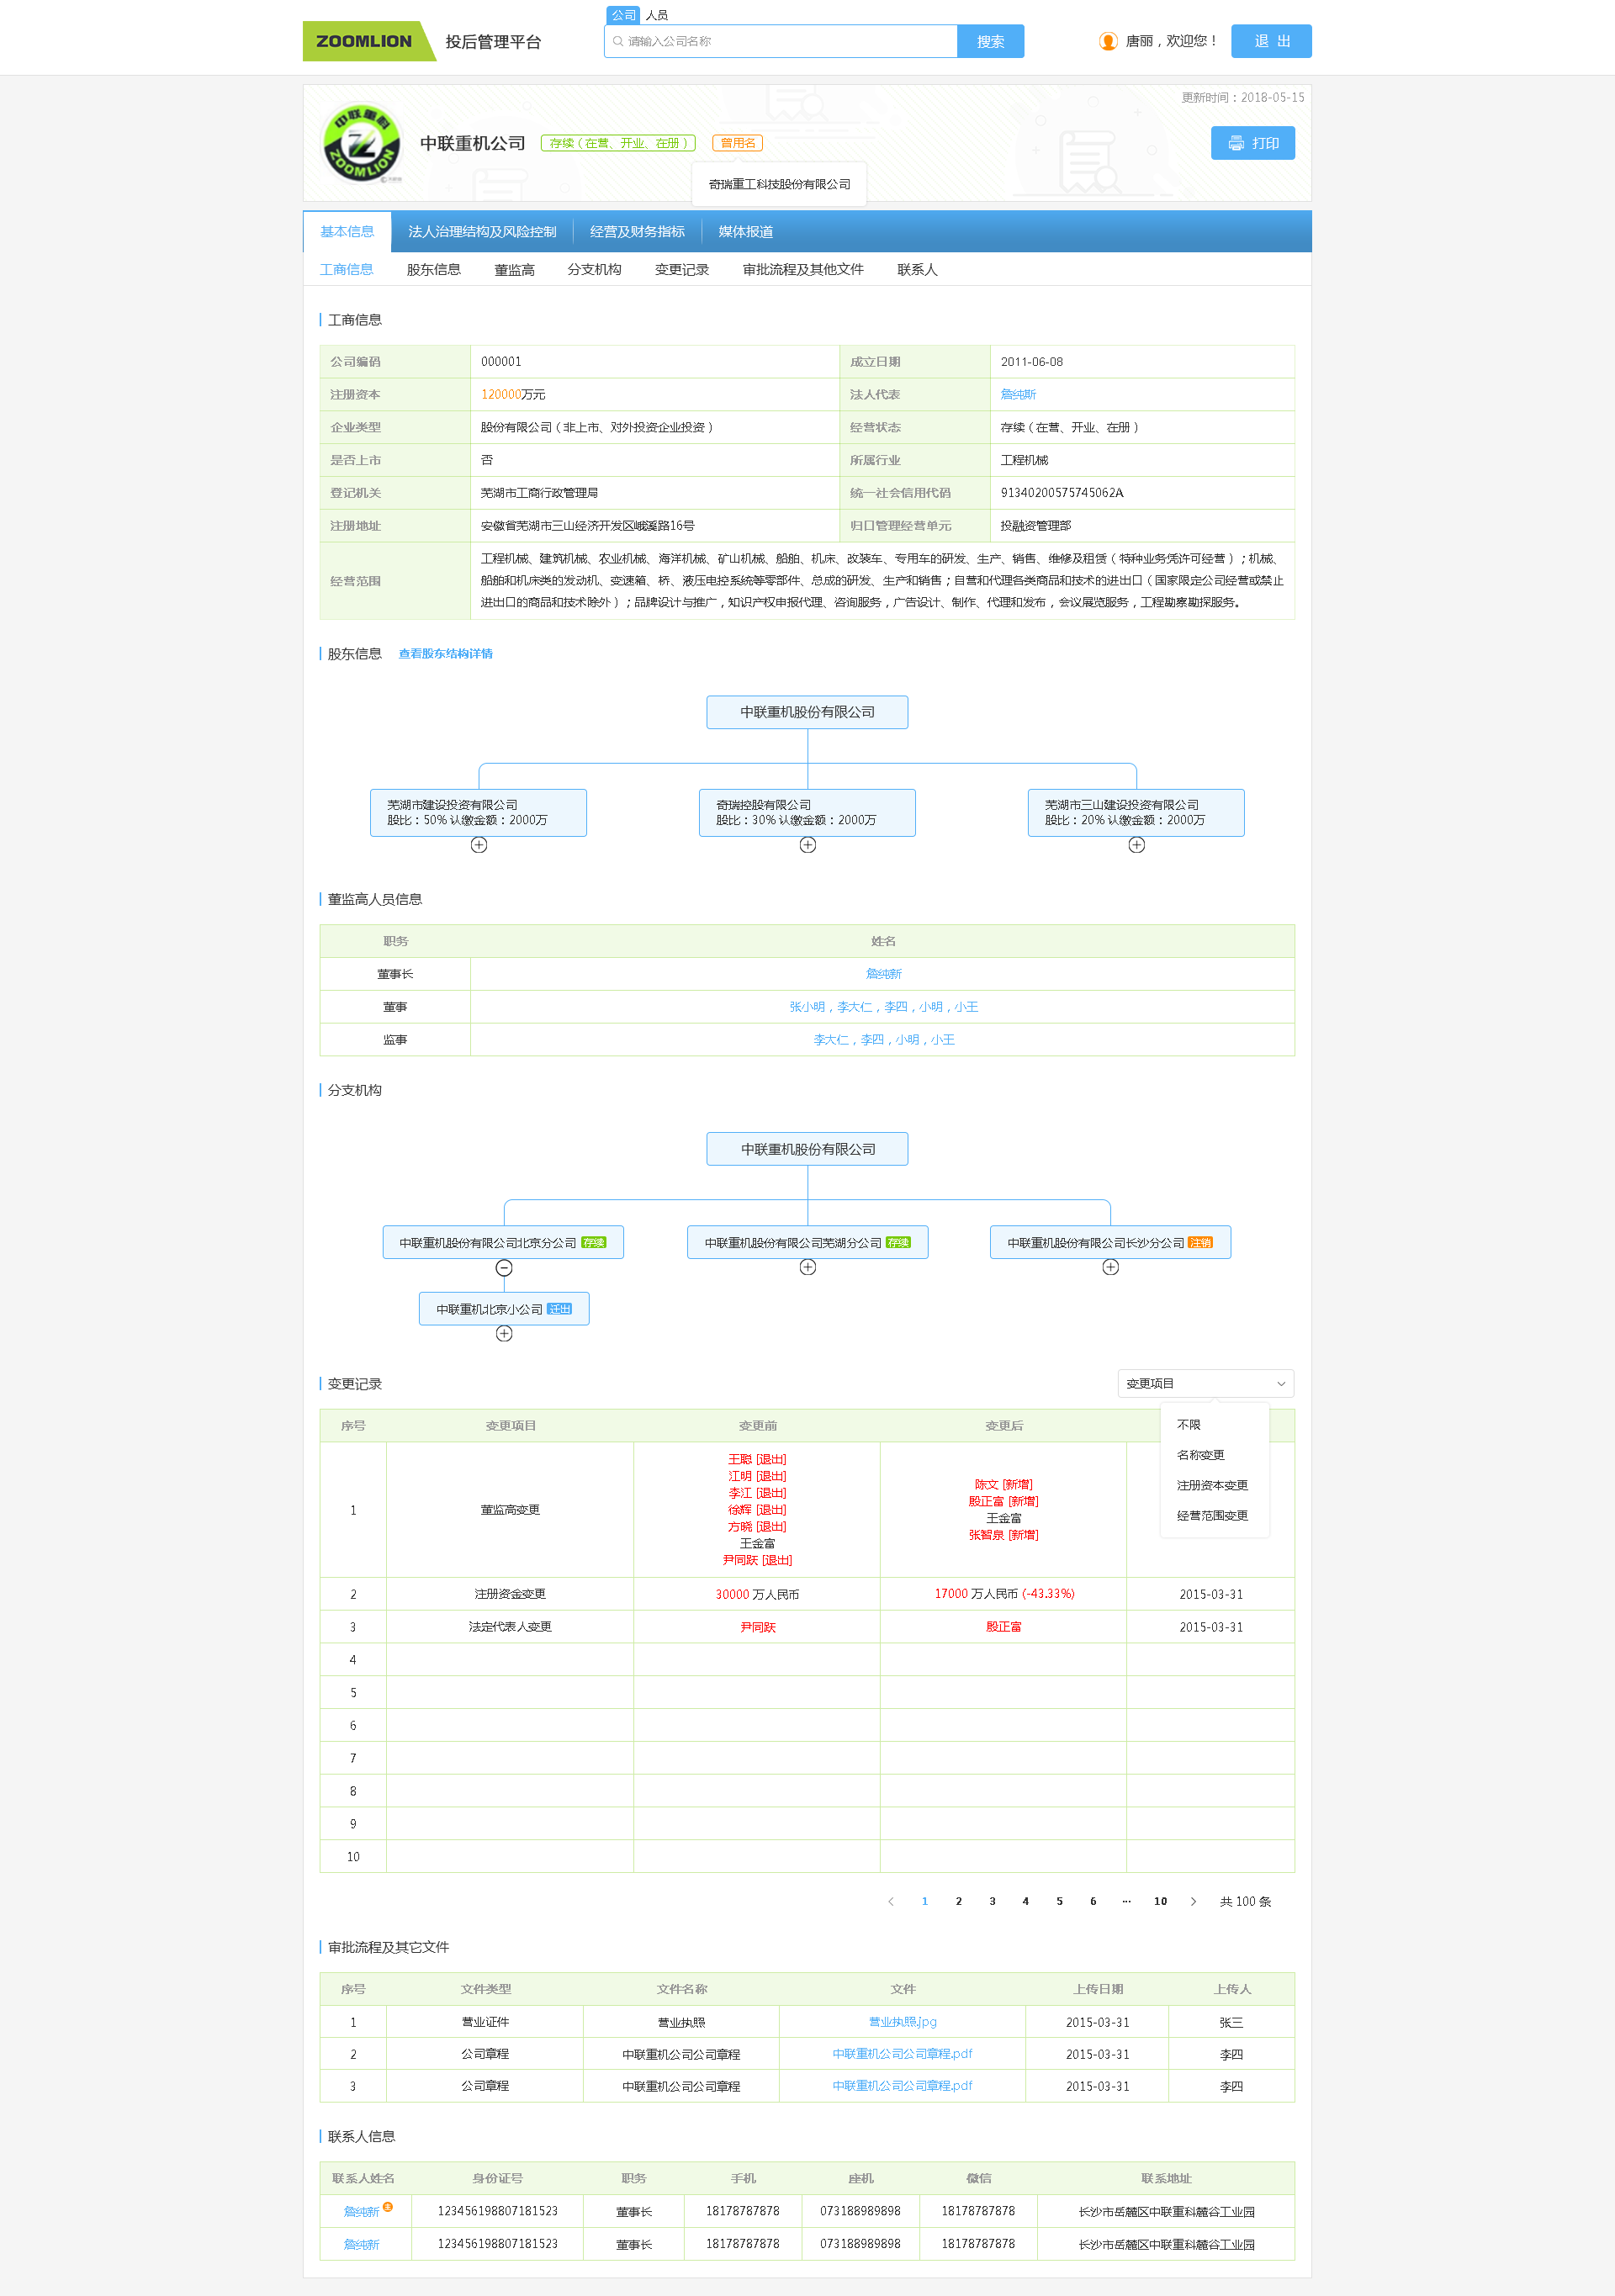 公司 人员
ZOOMLION 投后管理平台 请输入公司名称 搜索 唐丽，欢迎您！ 退 出
更新时间：2018-05-15
中联重科
ZOOMLION
中联重机公司 存续（在营、开业、在册） 曾用名 打印
奇瑞重工科技股份有限公司
基本信息 法人治理结构及风险控制 经营及财务指标 媒体报道
工商信息 股东信息 董监高 分支机构 变更记录 审批流程及其他文件 联系人
工商信息
公司编码 000001 成立日期 2011-06-08
注册资本 120000万元 法人代表 詹纯斯
企业类型 股份有限公司（非上市、对外投资企业投资） 经营状态 存续（在营、开业、在册）
是否上市 否 所属行业 工程机械
登记机关 芜湖市工商行政管理局 统一社会信用代码 91340200575745062A
注册地址 安徽省芜湖市三山经济开发区峨溪路16号 归口管理经营单元 投融资管理部
经营范围 工程机械、建筑机械、农业机械、海洋机械、矿山机械、船舶、机床、改装车、专用车的研发、生产、销售、维修及租赁（特种业务凭许可经营）；机械、
船舶和机床类的发动机、变速箱、桥、液压电控系统等零部件、总成的研发、生产和销售；自营和代理各类商品和技术的进出口（国家限定公司经营或禁止
进出口的商品和技术除外）；品牌设计与推广，知识产权申报代理、咨询服务，广告设计、制作、代理和发布，会议展览服务，工程勘察勘探服务。
股东信息 查看股东结构详情
中联重机股份有限公司
芜湖市建设投资有限公司
股比：50% 认缴金额：2000万
奇瑞控股有限公司
股比：30% 认缴金额：2000万
芜湖市三山建设投资有限公司
股比：20% 认缴金额：2000万
董监高人员信息
职务 姓名
董事长 詹纯新
董事 张小明，李大仁，李四，小明，小王
监事 李大仁，李四，小明，小王
分支机构
中联重机股份有限公司
中联重机股份有限公司北京分公司 存续 中联重机股份有限公司芜湖分公司 存续 中联重机股份有限公司长沙分公司 注销
中联重机北京小公司 迁出
变更记录 变更项目
不限
名称变更
注册资本变更
经营范围变更
序号 变更项目 变更前 变更后
1 董监高变更
王聪 [退出]
江明 [退出]
李江 [退出]
徐辉 [退出]
方晓 [退出]
王金富
尹同跃 [退出]
陈文 [新增]
殷正富 [新增]
王金富
张智泉 [新增]
2 注册资金变更 30000 万人民币 17000 万人民币 (-43.33%) 2015-03-31
3 法定代表人变更 尹同跃 殷正富 2015-03-31
4
5
6
7
8
9
10
1 2 3 4 5 6 ··· 10 共 100 条
审批流程及其它文件
序号 文件类型 文件名称 文件 上传日期 上传人
1 营业证件 营业执照 营业执照.jpg 2015-03-31 张三
2 公司章程 中联重机公司公司章程 中联重机公司公司章程.pdf 2015-03-31 李四
3 公司章程 中联重机公司公司章程 中联重机公司公司章程.pdf 2015-03-31 李四
联系人信息
联系人姓名 身份证号 职务 手机 座机 微信 联系地址
詹纯新 主 123456198807181523 董事长 18178787878 073188989898 18178787878 长沙市岳麓区中联重科麓谷工业园
詹纯新 123456198807181523 董事长 18178787878 073188989898 18178787878 长沙市岳麓区中联重科麓谷工业园